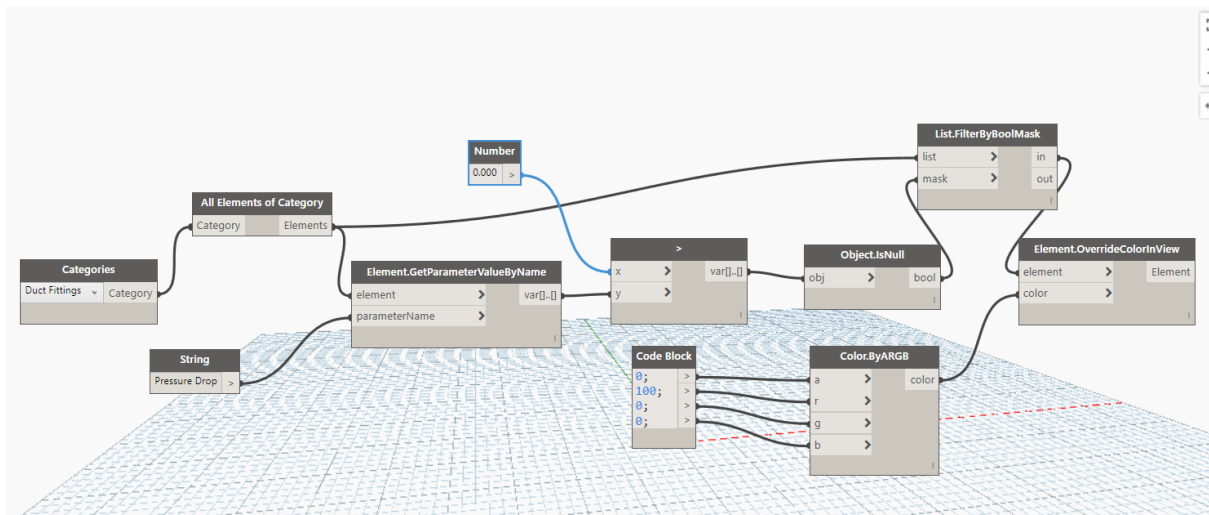 List.FilterByBoolMask
list > in
mask > out
Number
0.000 >
All Elements of Category
Category Elements
Categories
Duct Fittings Category
Element.GetParameterValueByName
element > var[]..[]
parameterName >
>
x > var[]..[]
y >
Object.IsNull
obj > bool
Element.OverrideColorInView
element > Element
color >
String
Pressure Drop >
Code Block
0; >
100; >
0; >
0; >
Color.ByARGB
a > color
r >
g >
b >